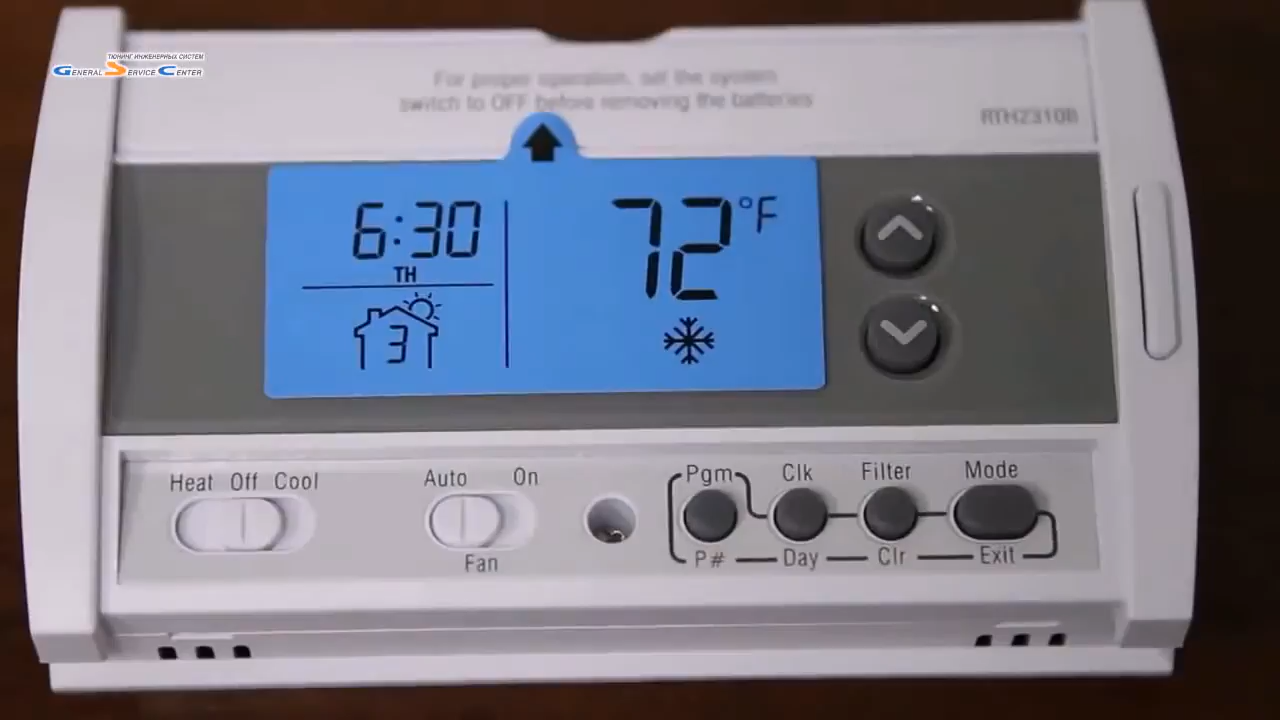 ТЮНИНГ ИНЖЕНЕРНЫХ СИСТЕМ
GENERAL SERVICE CENTER
For proper operation, set the system
switch to OFF before removing the batteries
RTH2310B
6:30
TH
3
72°F
Heat Off Cool
Auto On
Fan
Pgm Clk Filter Mode
P# Day Clr Exit